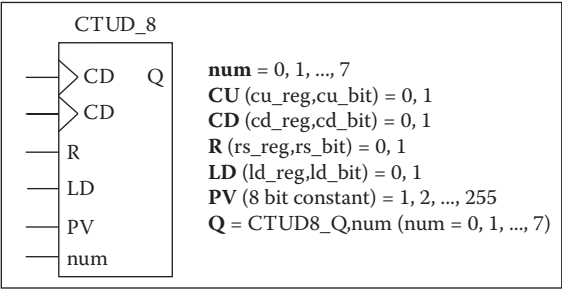 CTUD_8
CD Q
CD
R
LD
PV
num
num = 0, 1, ..., 7
CU (cu_reg,cu_bit) = 0, 1
CD (cd_reg,cd_bit) = 0, 1
R (rs_reg,rs_bit) = 0, 1
LD (ld_reg,ld_bit) = 0, 1
PV (8 bit constant) = 1, 2, ..., 255
Q = CTUD8_Q,num (num = 0, 1, ..., 7)